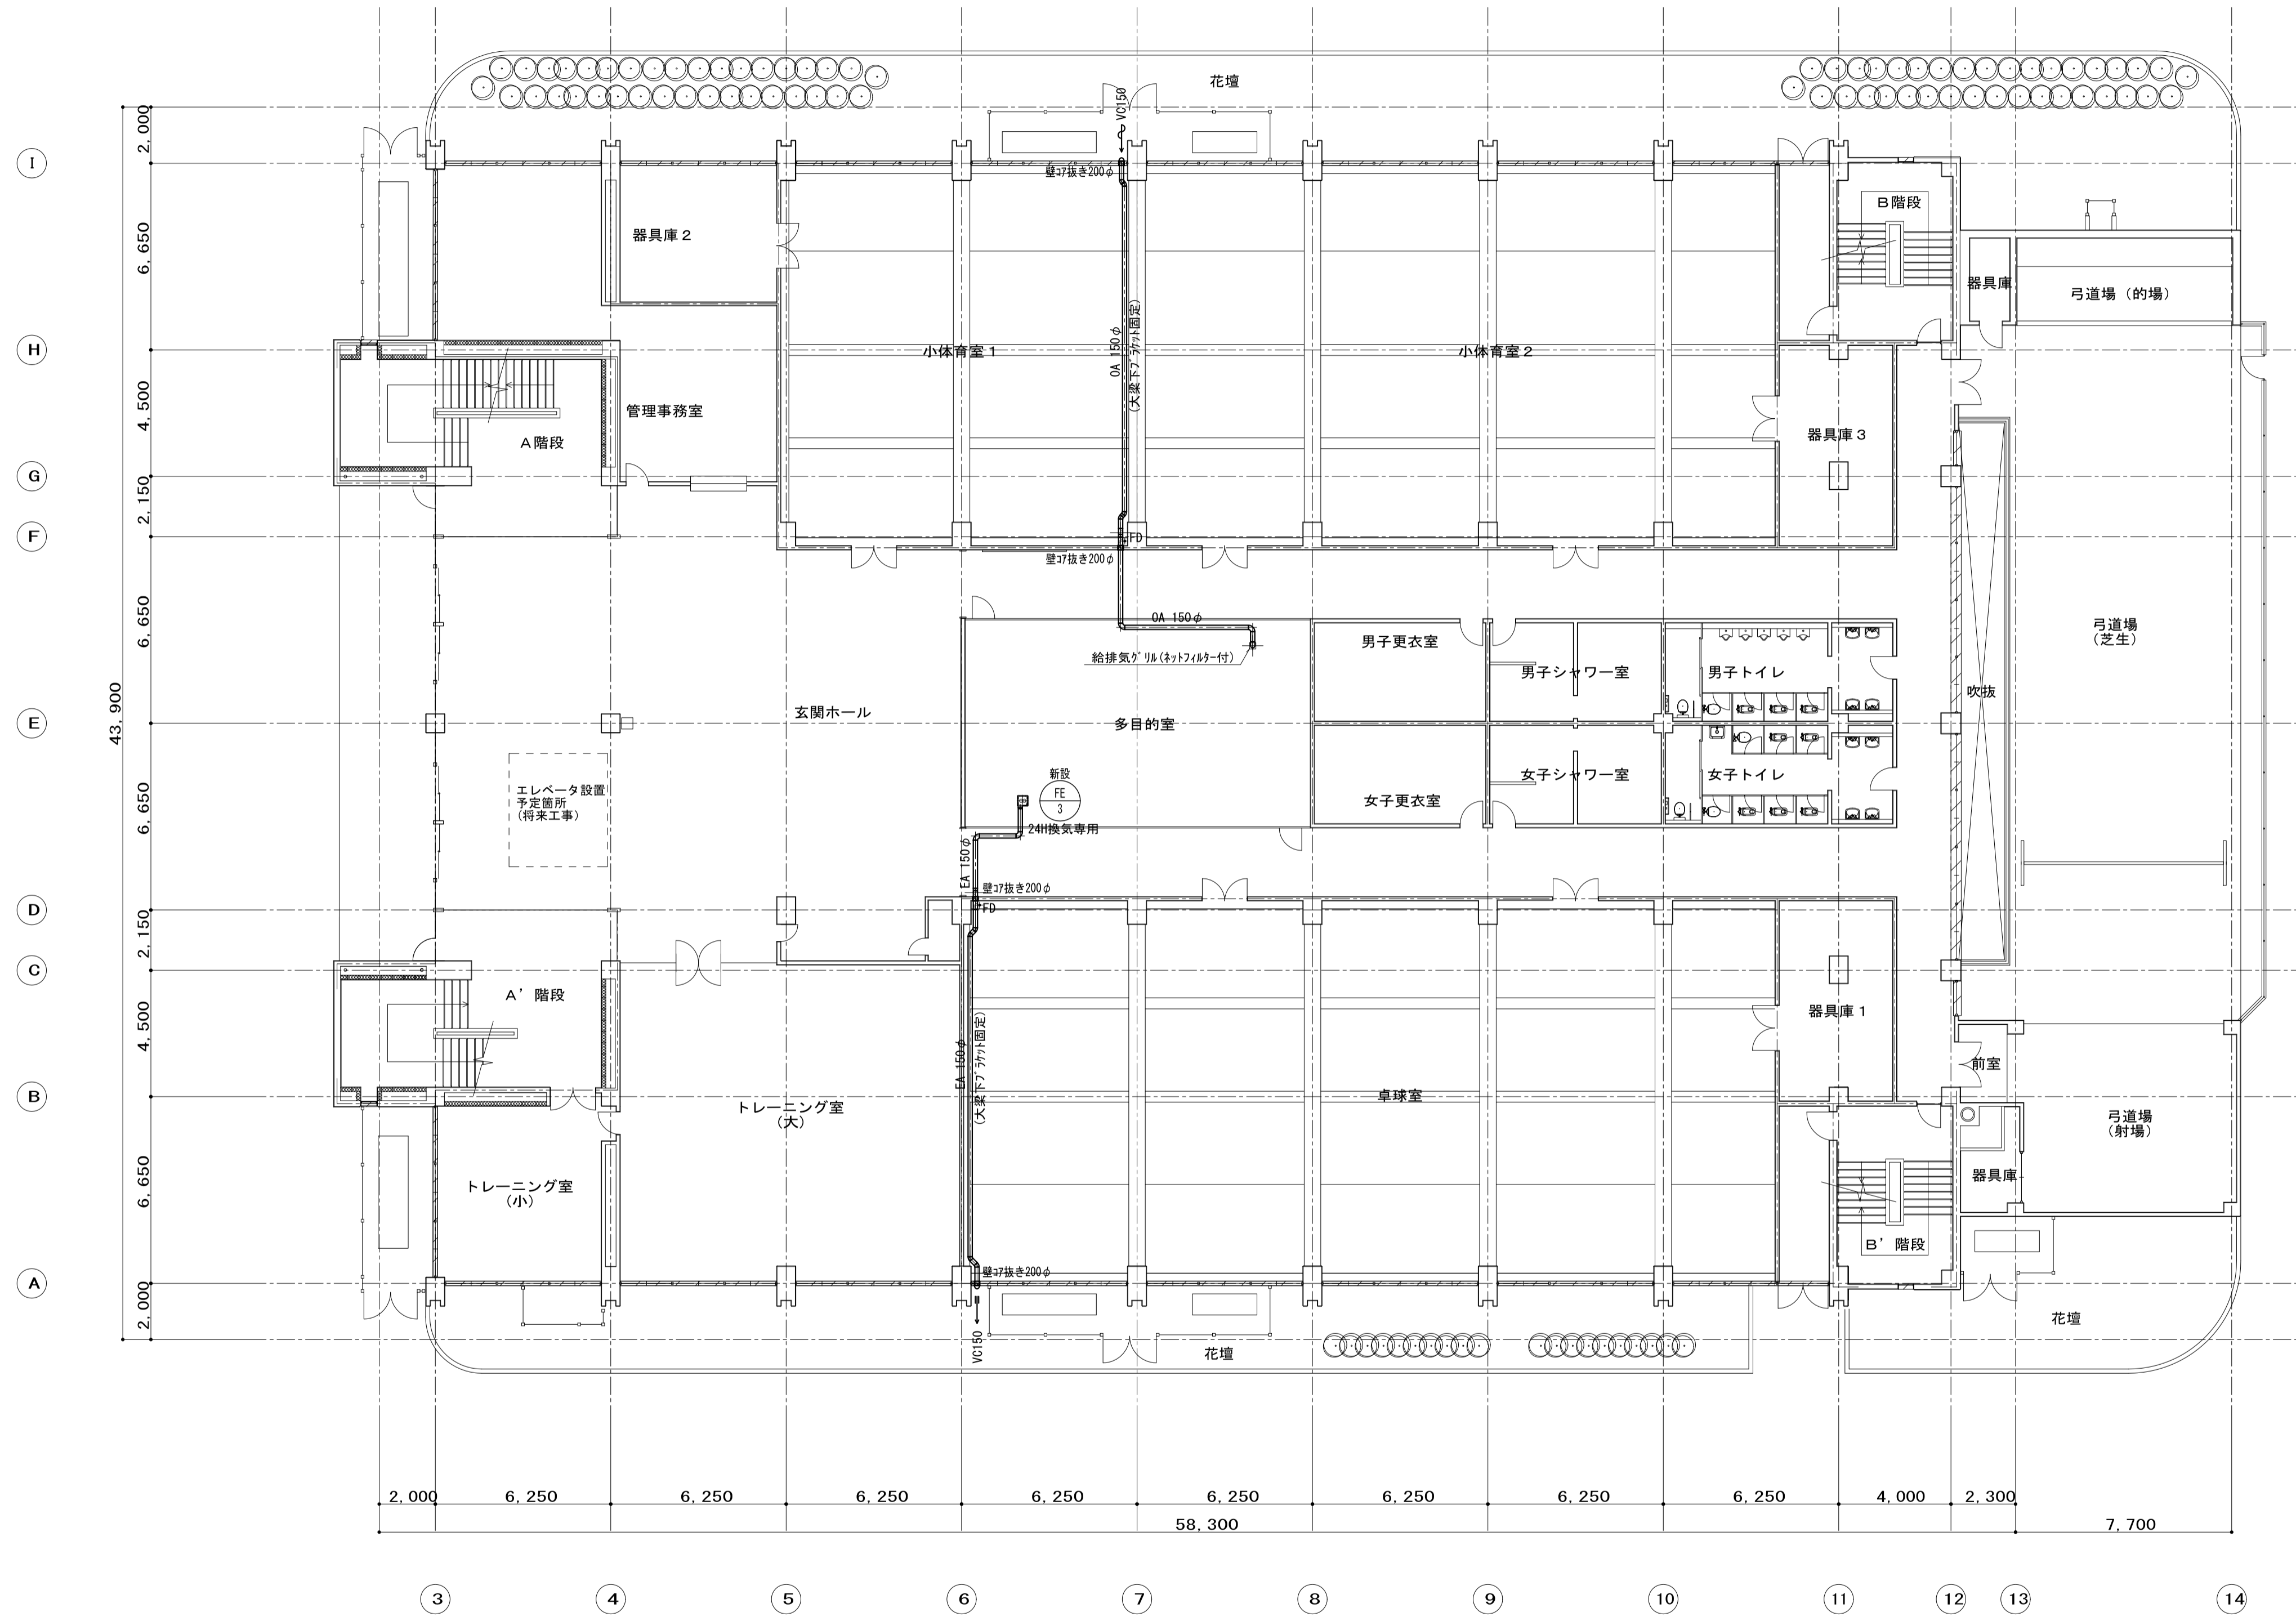 花壇
VC150
2,000
I
壁ｺｱ抜き200φ
B階段
器具庫２
6,650
器具庫
弓道場（的場）
OA 150φ
(大梁下ﾌﾞﾗｹｯﾄ固定)
H
小体育室１
小体育室２
4,500
管理事務室
A階段
器具庫３
G
2,150
F
FD
壁ｺｱ抜き200φ
6,650
OA 150φ
弓道場
（芝生）
男子更衣室
給排気ｸﾞﾘﾙ(ﾈｯﾄﾌｨﾙﾀｰ付)
男子シャワー室
男子トイレ
吹抜
43,900
E
玄関ホール
多目的室
新設
FE
3
女子シャワー室
女子トイレ
エレベータ設置
予定箇所
（将来工事）
女子更衣室
6,650
24H換気専用
EA 150φ
壁ｺｱ抜き200φ
D
FD
2,150
C
A’階段
器具庫１
4,500
EA 150φ
(大梁下ﾌﾞﾗｹｯﾄ固定)
前室
B
卓球室
トレーニング室
（大）
弓道場
（射場）
6,650
トレーニング室
（小）
器具庫
B’階段
壁ｺｱ抜き200φ
A
2,000
VC150
花壇
花壇
2,000
6,250
6,250
6,250
6,250
6,250
6,250
6,250
6,250
4,000
2,300
58,300
7,700
3
4
5
6
7
8
9
10
11
12
13
14